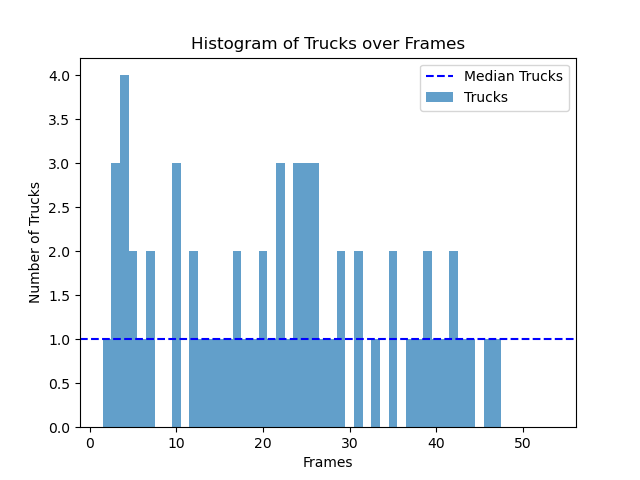 Histogram of Trucks over Frames
Median Trucks
Trucks
4.0
3.5
3.0
2.5
2.0
1.5
1.0
0.5
0.0
Number of Trucks
0 10 20 30 40 50
Frames